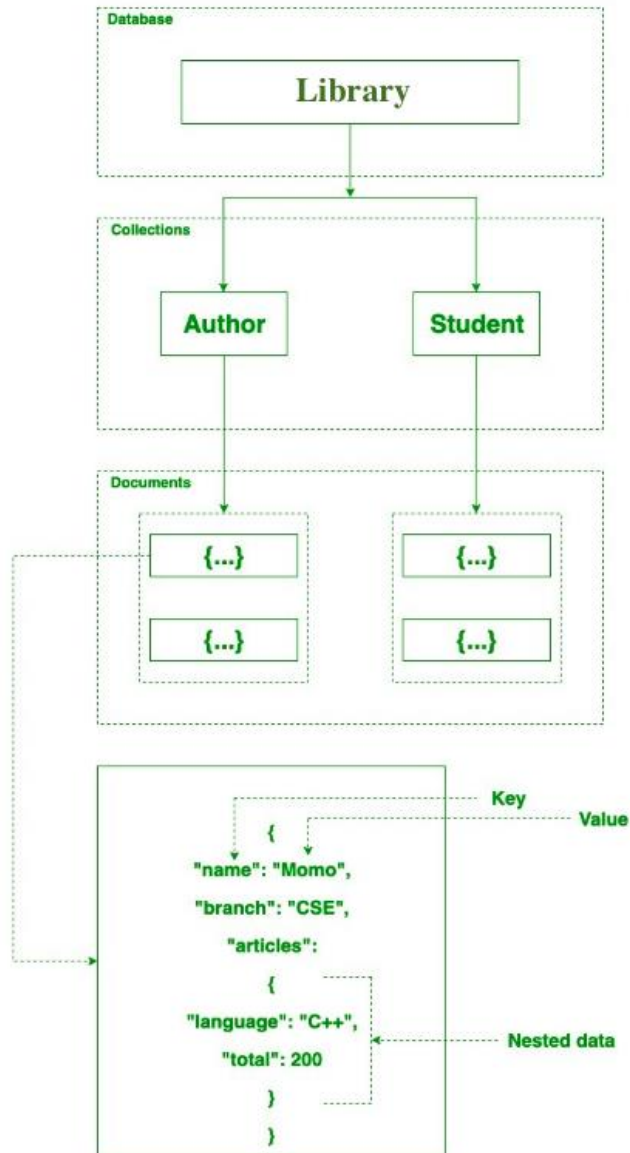 Database
Library
Collections
Author
Student
Documents
{...}
{...}
{...}
{...}
Key
Value
{
"name": "Momo",
"branch": "CSE",
"articles":
{
"language": "C++",
"total": 200
}
}
Nested data